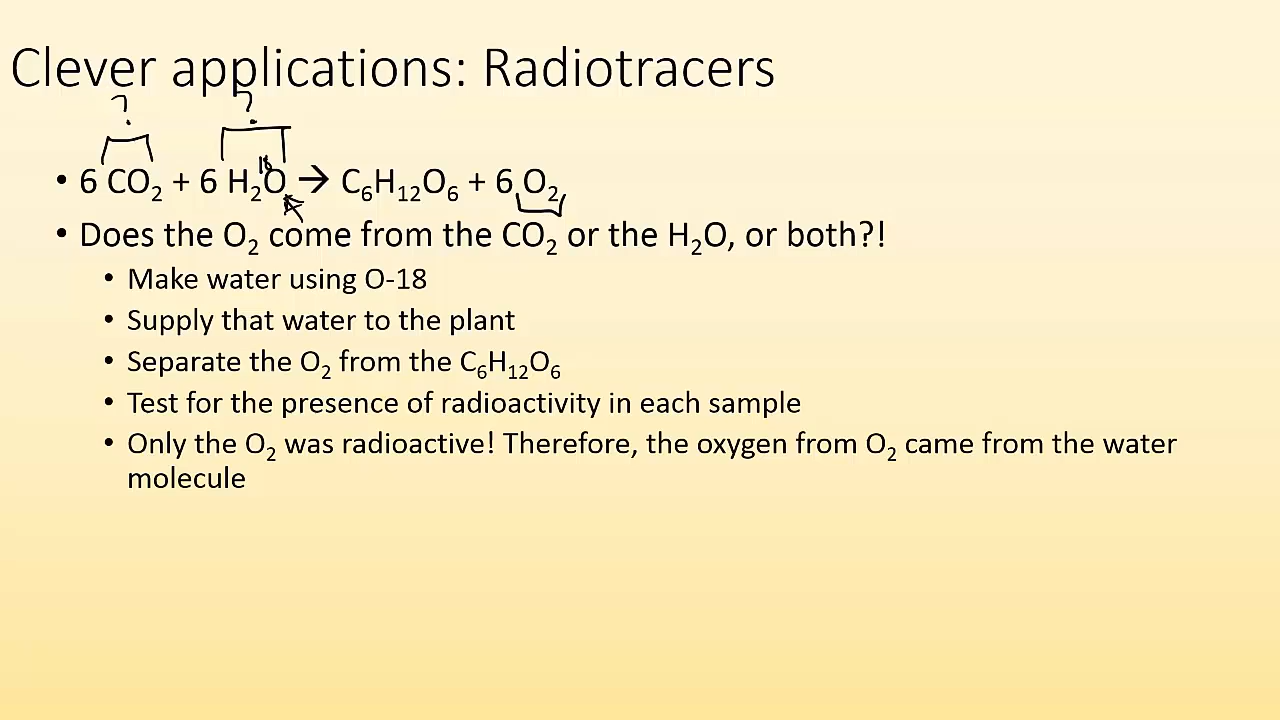 Clever applications: Radiotracers
? ?
18
• 6 CO₂ + 6 H₂O → C₆H₁₂O₆ + 6 O₂
• Does the O₂ come from the CO₂ or the H₂O, or both?!
• Make water using O-18
• Supply that water to the plant
• Separate the O₂ from the C₆H₁₂O₆
• Test for the presence of radioactivity in each sample
• Only the O₂ was radioactive! Therefore, the oxygen from O₂ came from the water
molecule